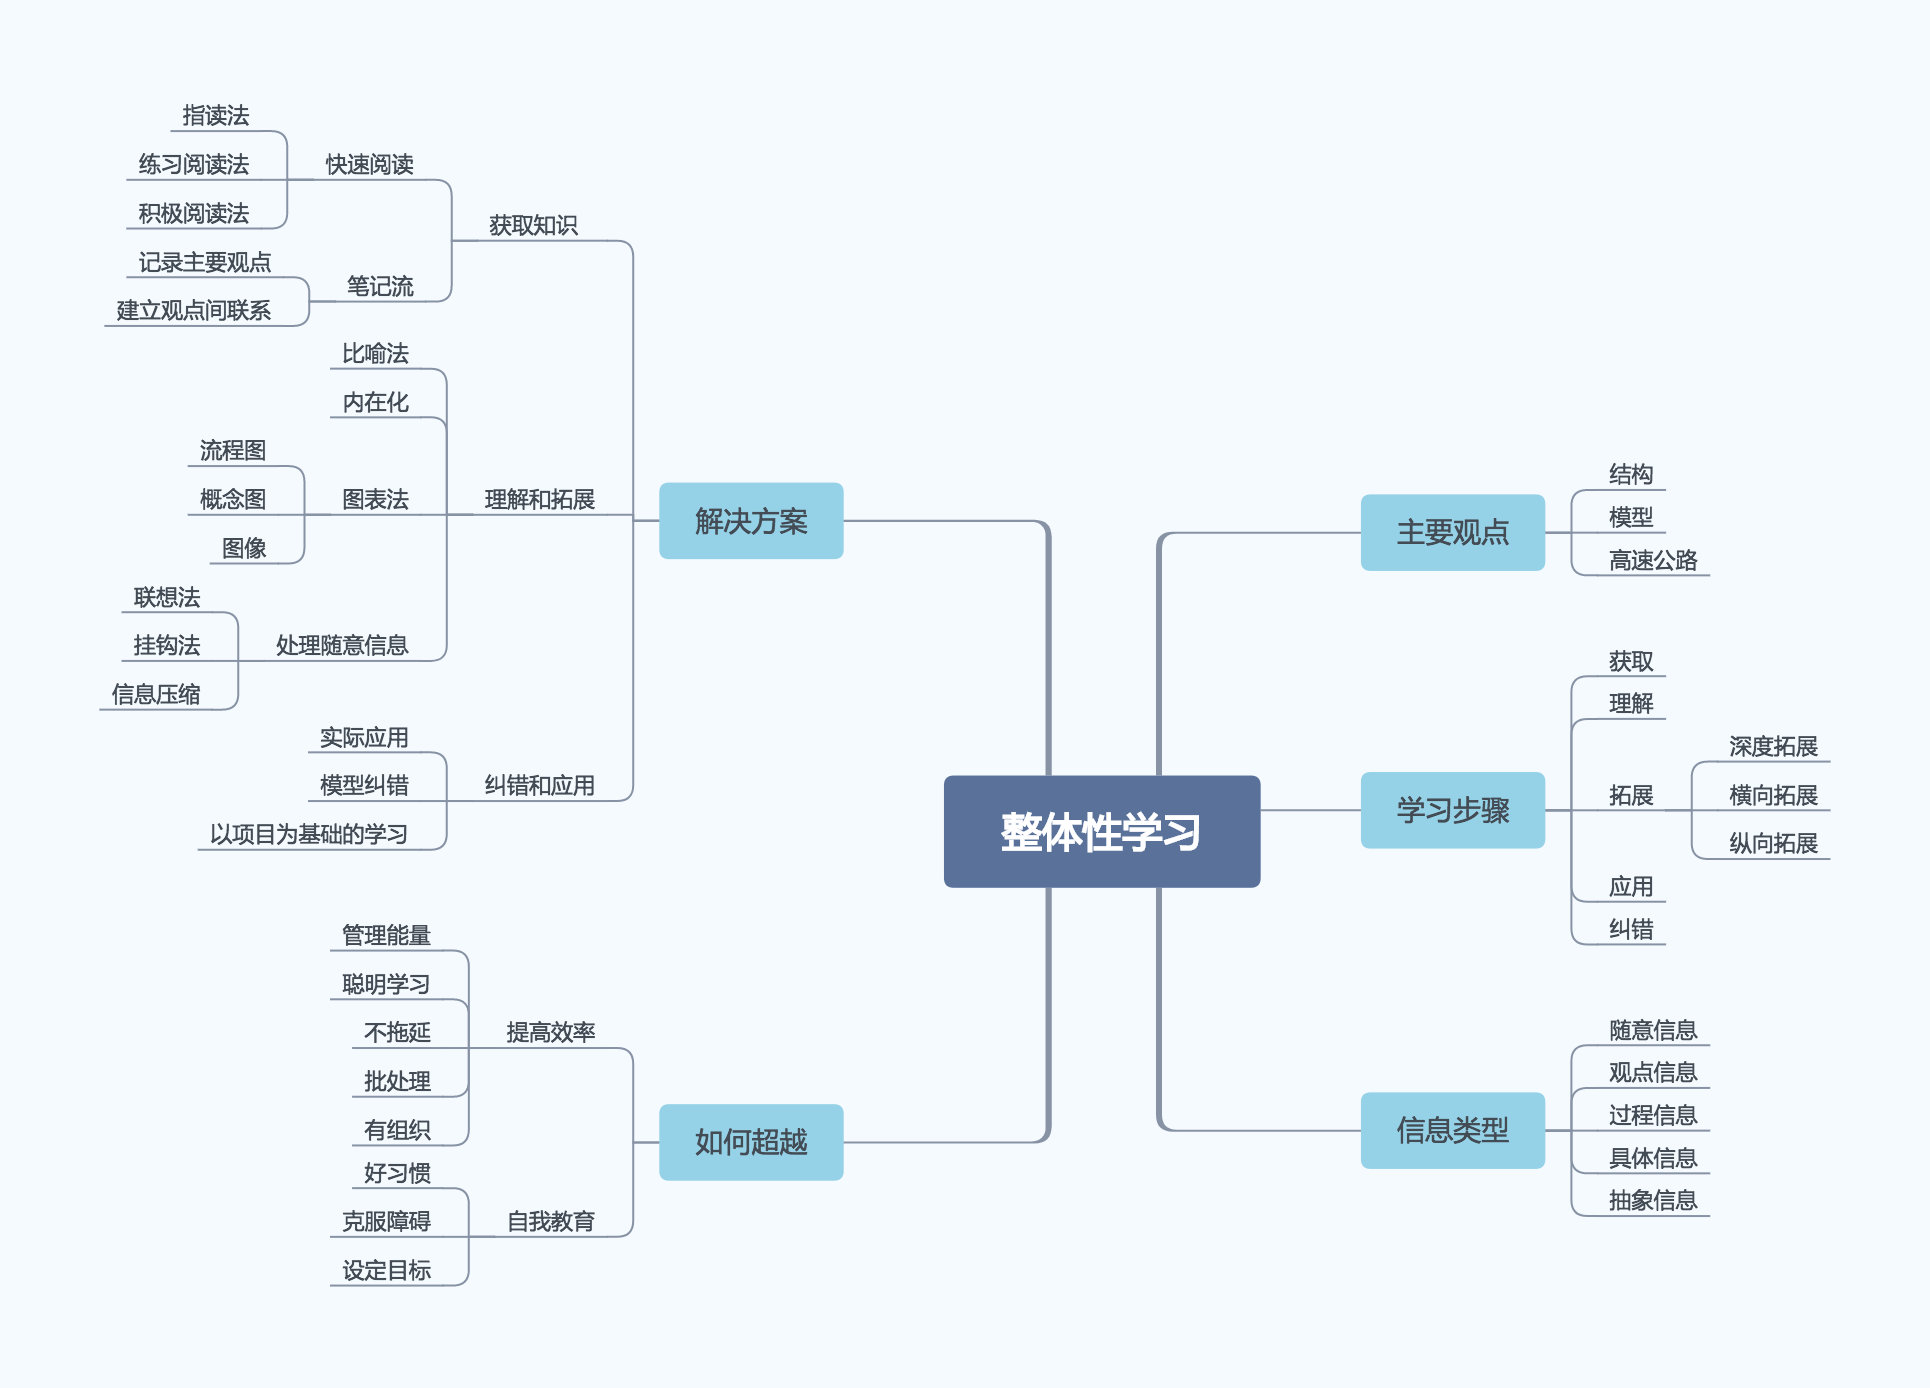 整体性学习
主要观点
结构
模型
高速公路
学习步骤
获取
理解
拓展
深度拓展
横向拓展
纵向拓展
应用
纠错
信息类型
随意信息
观点信息
过程信息
具体信息
抽象信息
解决方案
获取知识
快速阅读
指读法
练习阅读法
积极阅读法
笔记流
记录主要观点
建立观点间联系
理解和拓展
比喻法
内在化
图表法
流程图
概念图
图像
处理随意信息
联想法
挂钩法
信息压缩
纠错和应用
实际应用
模型纠错
以项目为基础的学习
如何超越
提高效率
管理能量
聪明学习
不拖延
批处理
有组织
自我教育
好习惯
克服障碍
设定目标